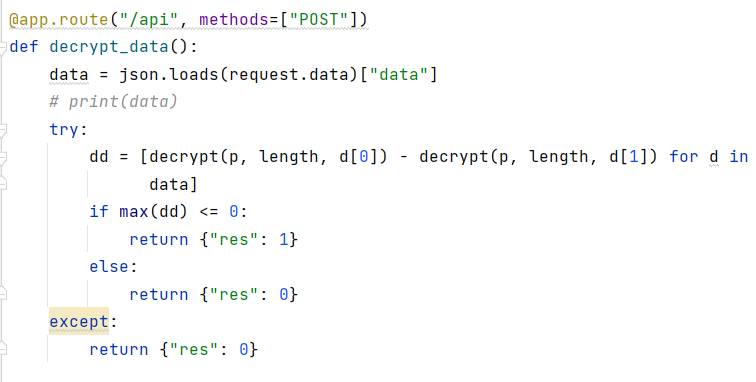 @app.route("/api", methods=["POST"])
def decrypt_data():
    data = json.loads(request.data)["data"]
    # print(data)
    try:
        dd = [decrypt(p, length, d[0]) - decrypt(p, length, d[1]) for d in
              data]
        if max(dd) <= 0:
            return {"res": 1}
        else:
            return {"res": 0}
    except:
        return {"res": 0}